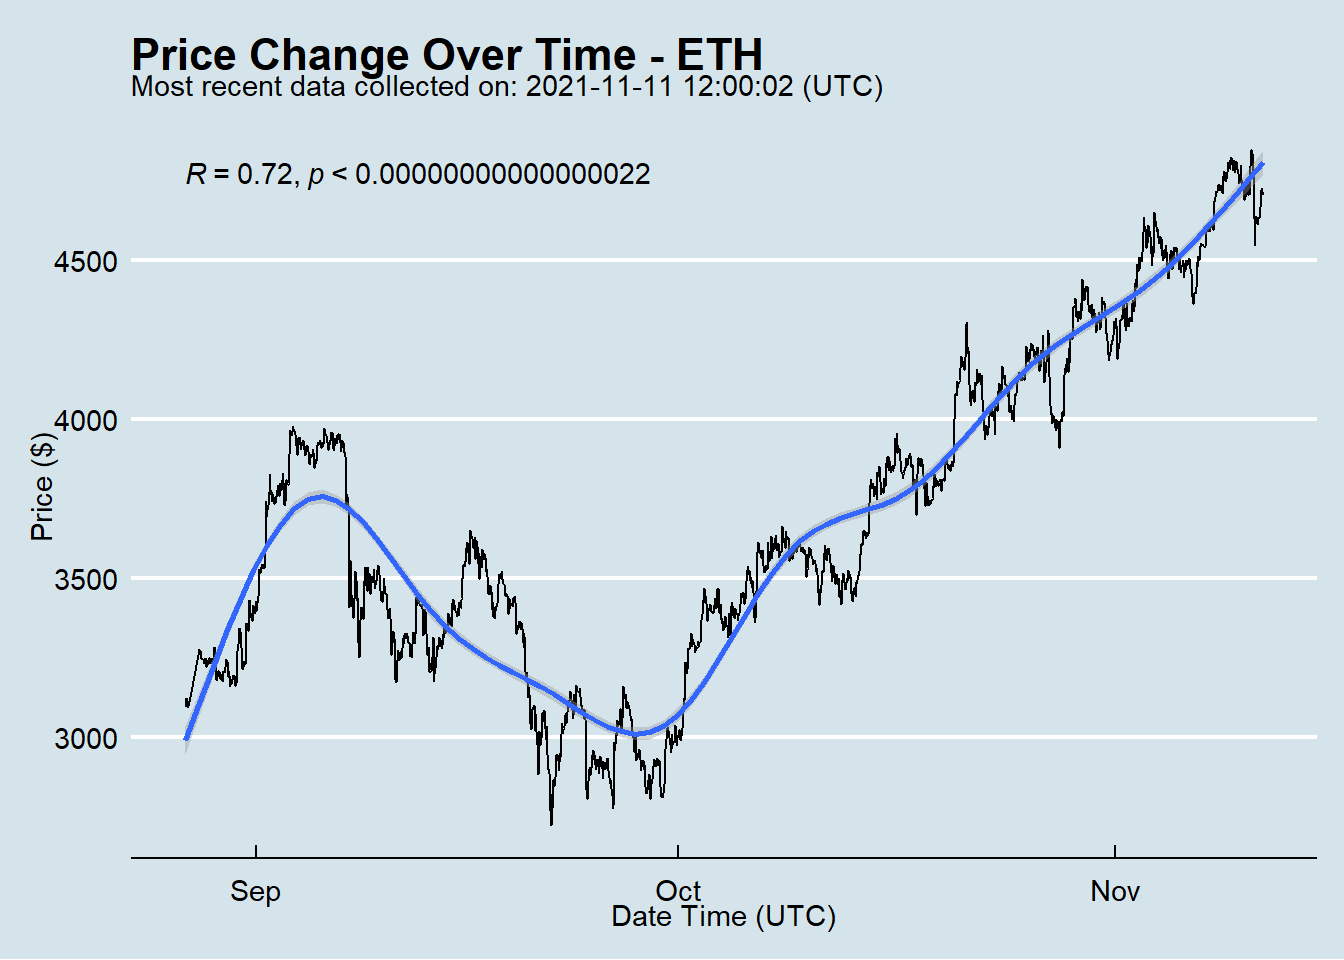 Price Change Over Time - ETH
Most recent data collected on: 2021-11-11 12:00:02 (UTC)
R = 0.72, p < 0.00000000000000022
4500
4000
3500
3000
Price ($)
Sep Oct Nov
Date Time (UTC)